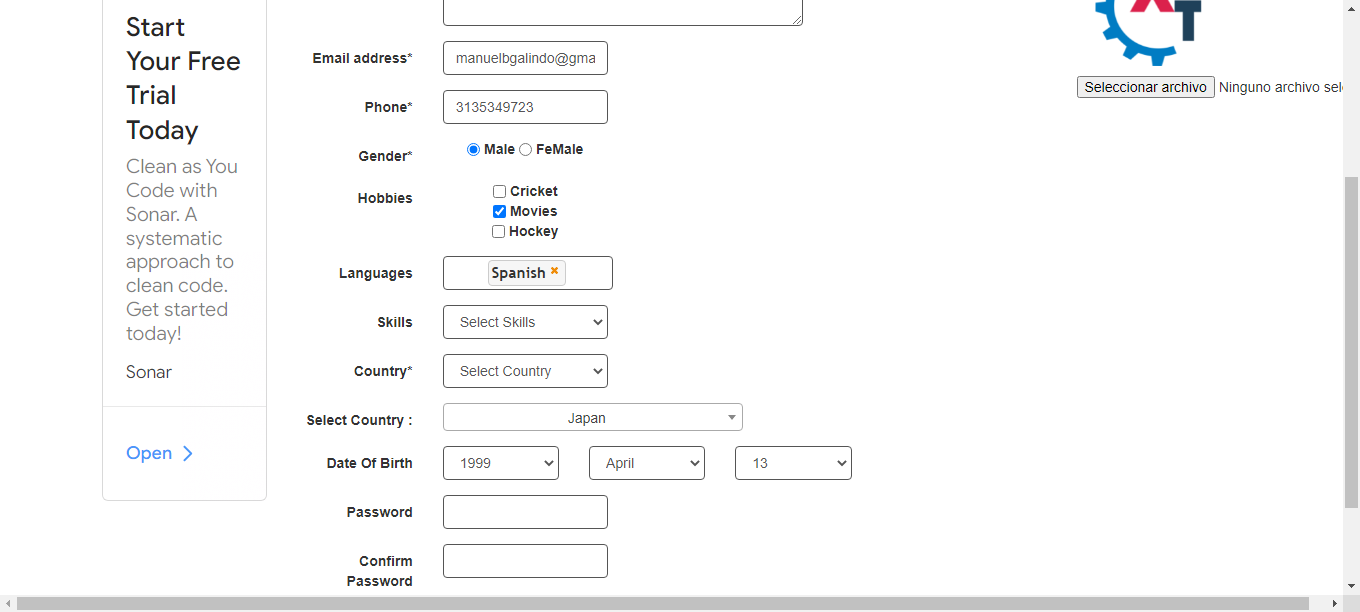 Start
Your Free
Trial
Today
Clean as You
Code with
Sonar. A
systematic
approach to
clean code.
Get started
today!
Sonar
Open
Email address*
manuelbgalindo@gma
Phone*
3135349723
Gender*
Male FeMale
Hobbies
Cricket
Movies
Hockey
Languages
Spanish
Skills
Select Skills
Country*
Select Country
Select Country :
Japan
Date Of Birth
1999 April 13
Password
Confirm
Password
Seleccionar archivo Ninguno archivo sel